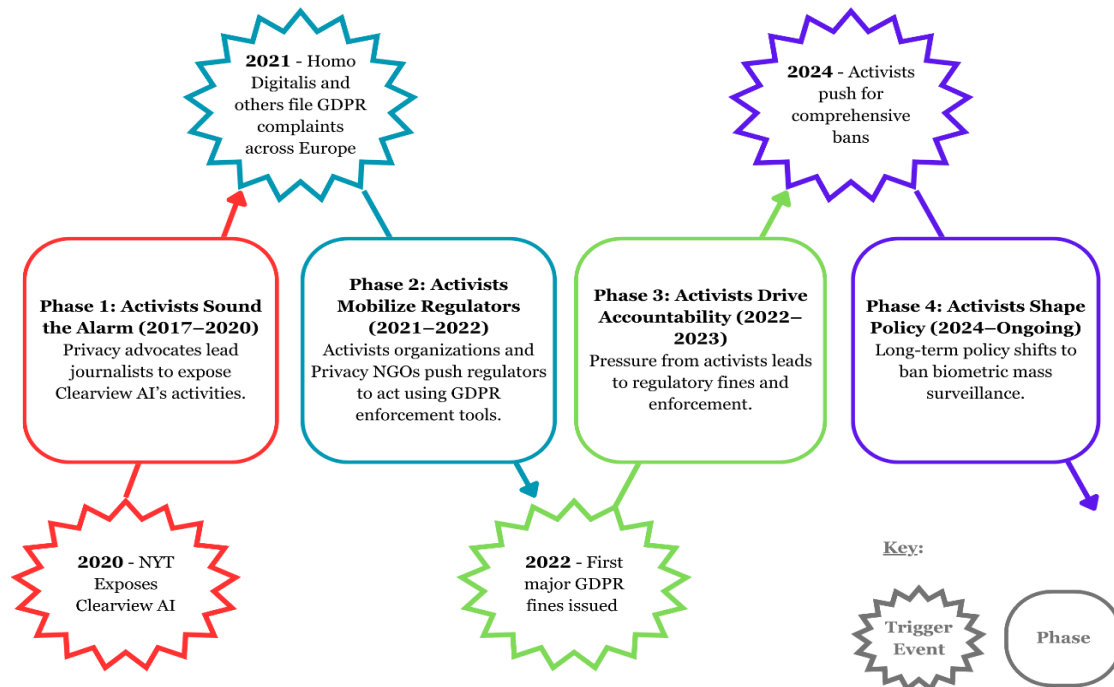 2021 - Homo
Digitalis and
others file GDPR
complaints
across Europe
2024 - Activists
push for
comprehensive
bans
Phase 1: Activists Sound
the Alarm (2017–2020)
Privacy advocates lead
journalists to expose
Clearview AI’s activities.
Phase 2: Activists
Mobilize Regulators
(2021–2022)
Activists organizations and
Privacy NGOs push regulators
to act using GDPR
enforcement tools.
Phase 3: Activists Drive
Accountability (2022–
2023)
Pressure from activists leads
to regulatory fines and
enforcement.
Phase 4: Activists Shape
Policy (2024–Ongoing)
Long-term policy shifts to
ban biometric mass
surveillance.
2020 - NYT
Exposes
Clearview AI
2022 - First
major GDPR
fines issued
Key:
Trigger
Event
Phase